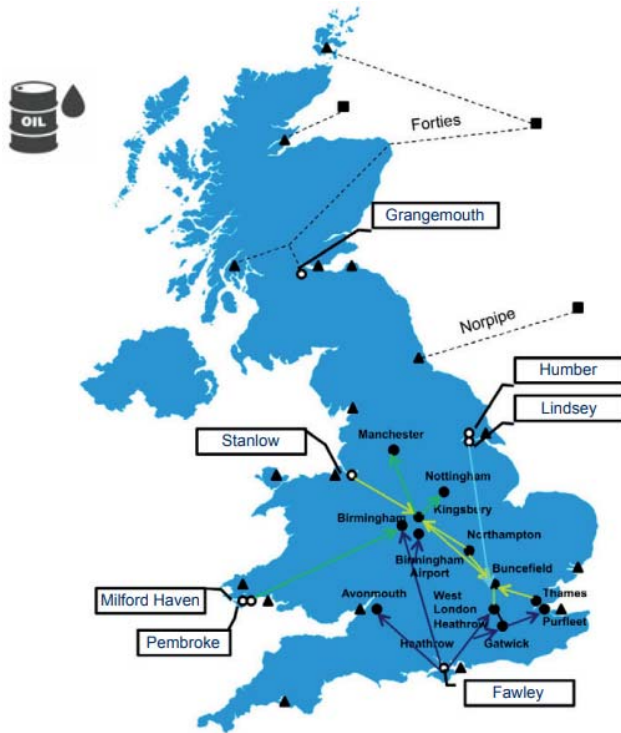 OIL
Forties
Grangemouth
Norpipe
Humber
Lindsey
Stanlow
Manchester
Nottingham
Kingsbury
Birmingham
Northampton
Birmingham
Airport
Buncefield
Milford Haven
Avonmouth
West
London
Thames
Heathrow
Purfleet
Pembroke
Heathrow
Gatwick
Fawley